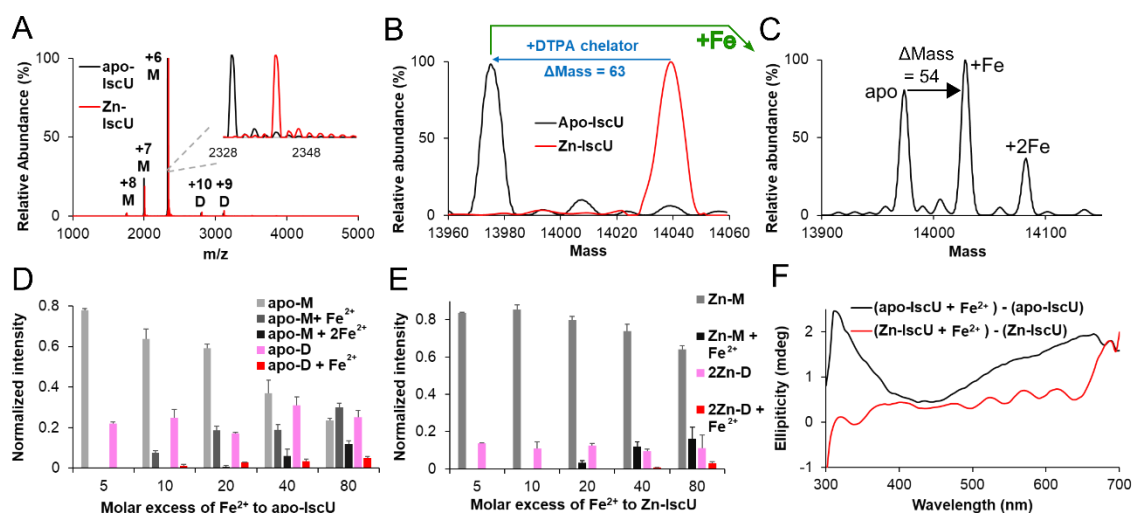 A
Relative Abundance (%)
100
50
0
apo-
IscU
Zn-
IscU
+6
M
+7
M
+8
M
+10
D
+9
D
2328
2348
1000
2000
3000
4000
5000
m/z
B
+Fe
+DTPA chelator
ΔMass = 63
Relative abundance (%)
100
50
0
Apo-IscU
Zn-IscU
13960
13980
14000
14020
14040
14060
Mass
C
Relative abundance (%)
100
50
0
ΔMass
= 54
apo
+Fe
+2Fe
13900
14000
14100
Mass
D
Normalized intensity
0.8
0.6
0.4
0.2
0
apo-M
apo-M+ Fe²⁺
apo-M + 2Fe²⁺
apo-D
apo-D + Fe²⁺
5
10
20
40
80
Molar excess of Fe²⁺ to apo-IscU
E
Normalized intensity
0.8
0.6
0.4
0.2
0
Zn-M
Zn-M +
Fe²⁺
2Zn-D
2Zn-D +
Fe²⁺
5
10
20
40
80
Molar excess of Fe²⁺ to Zn-IscU
F
Ellipticity (mdeg)
3
2
1
0
-1
(apo-IscU + Fe²⁺ ) - (apo-IscU)
(Zn-IscU + Fe²⁺ ) - (Zn-IscU)
300
400
500
600
700
Wavelength (nm)